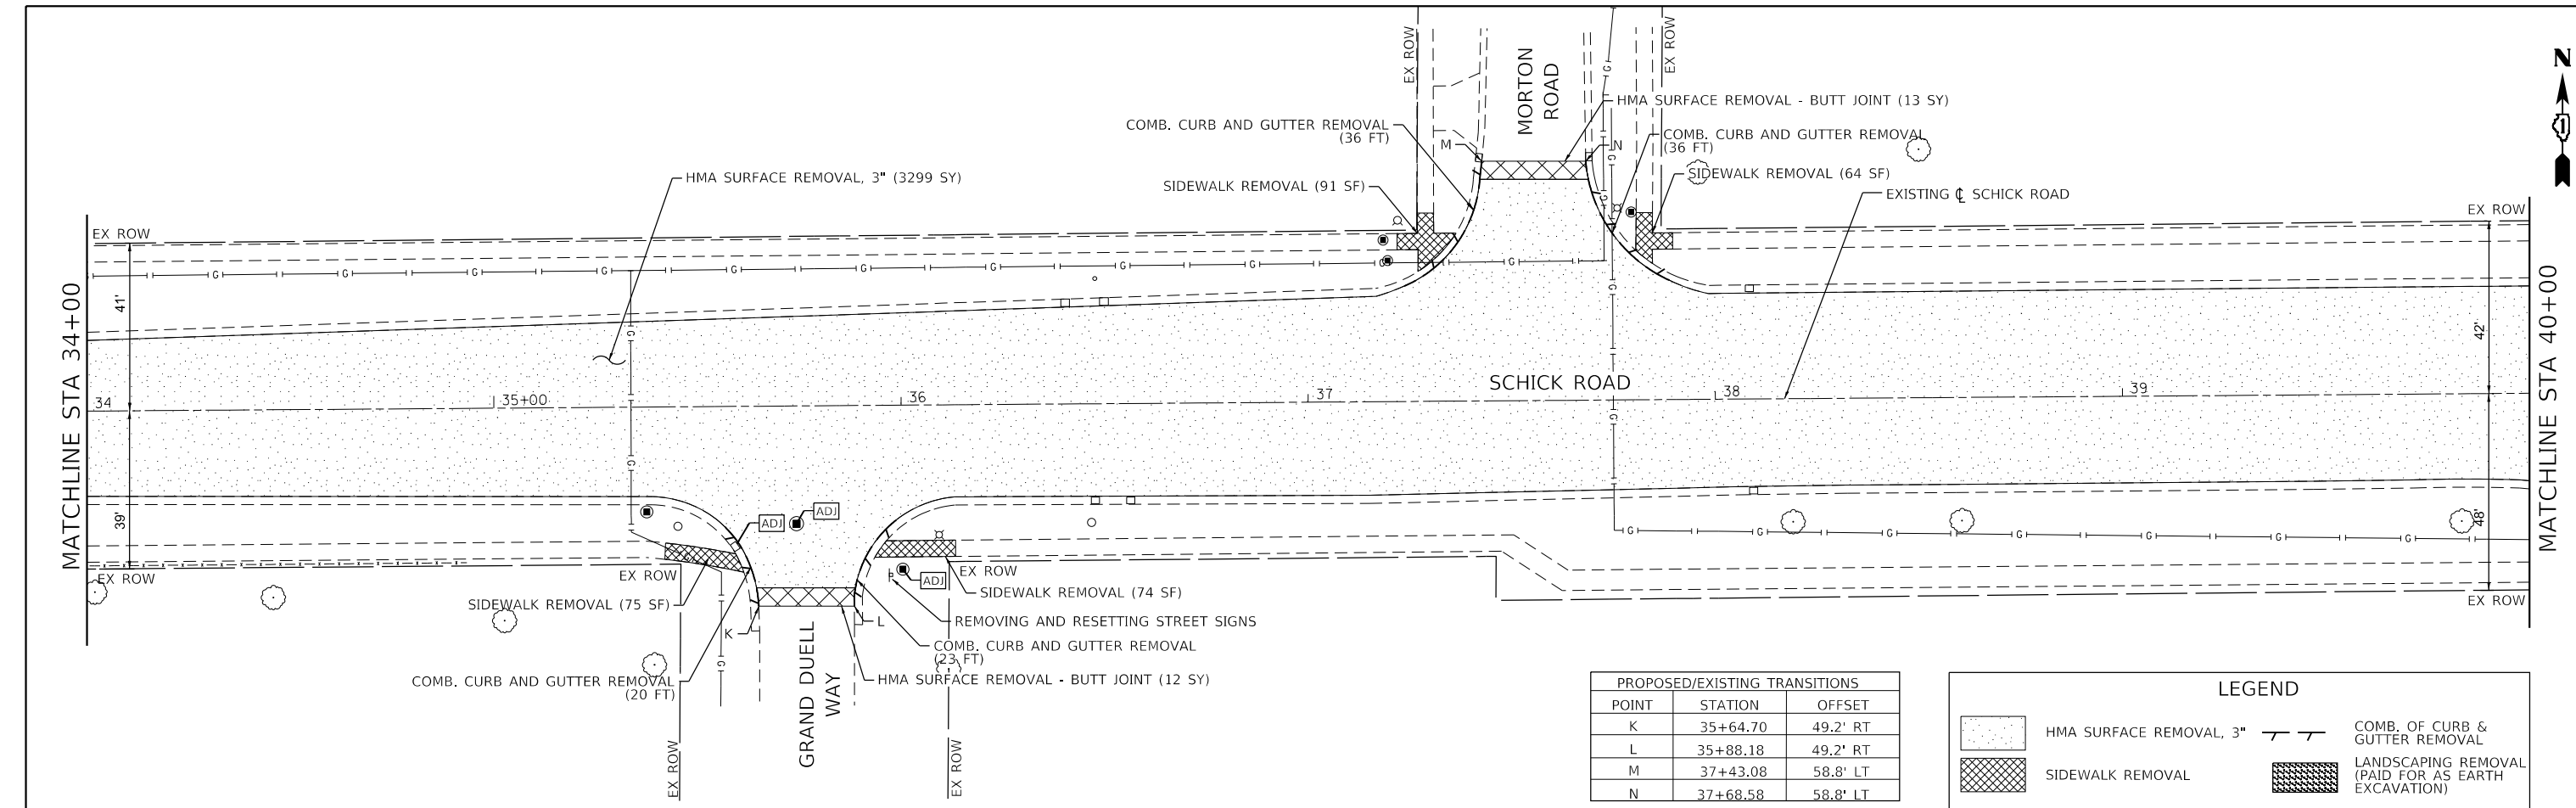 N
MORTON
ROAD
EX ROW
EX ROW
HMA SURFACE REMOVAL - BUTT JOINT (13 SY)
COMB. CURB AND GUTTER REMOVAL
(36 FT)
COMB. CURB AND GUTTER REMOVAL
(36 FT)
M
N
HMA SURFACE REMOVAL, 3" (3299 SY)
SIDEWALK REMOVAL (91 SF)
SIDEWALK REMOVAL (64 SF)
EXISTING ℄ SCHICK ROAD
EX ROW
EX ROW
G G G G G G G G G G G
G
G
G
G
MATCHLINE STA 34+00
41'
39'
42'
48'
MATCHLINE STA 40+00
SCHICK ROAD
34
35+00
36
37
38
39
G
G
G
G
G G G G G G G
ADJ
ADJ
ADJ
EX ROW
EX ROW
EX ROW
EX ROW
SIDEWALK REMOVAL (75 SF)
SIDEWALK REMOVAL (74 SF)
K
L
REMOVING AND RESETTING STREET SIGNS
COMB. CURB AND GUTTER REMOVAL
(23 FT)
COMB. CURB AND GUTTER REMOVAL
(20 FT)
G
HMA SURFACE REMOVAL - BUTT JOINT (12 SY)
GRAND DUELL
WAY
EX ROW
EX ROW
PROPOSED/EXISTING TRANSITIONS
POINT STATION OFFSET
K 35+64.70 49.2' RT
L 35+88.18 49.2' RT
M 37+43.08 58.8' LT
N 37+68.58 58.8' LT
LEGEND
HMA SURFACE REMOVAL, 3"
COMB. OF CURB &
GUTTER REMOVAL
SIDEWALK REMOVAL
LANDSCAPING REMOVAL
(PAID FOR AS EARTH
EXCAVATION)